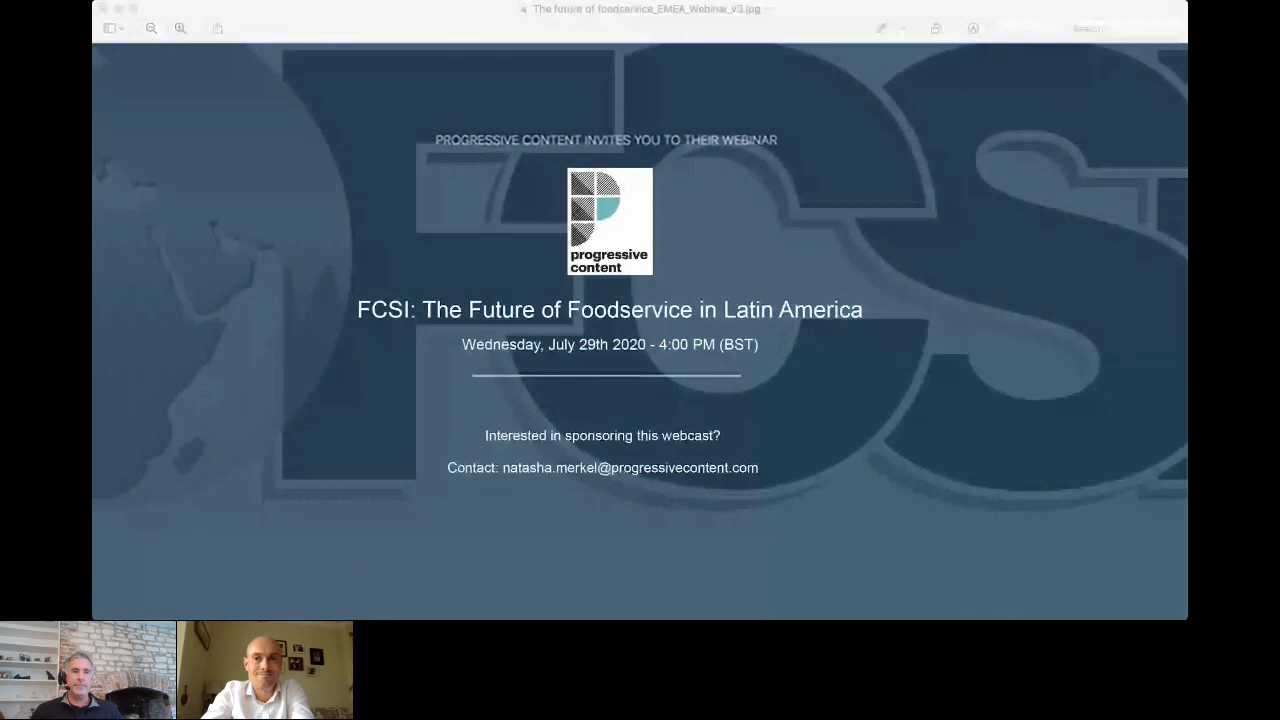 The future of foodservice_EMEA_Webinar_v3.jpg
Search
FCS
PROGRESSIVE CONTENT INVITES YOU TO THEIR WEBINAR
progressive
content
FCSI: The Future of Foodservice in Latin America
Wednesday, July 29th 2020 - 4:00 PM (BST)
Interested in sponsoring this webcast?
Contact: natasha.merkel@progressivecontent.com